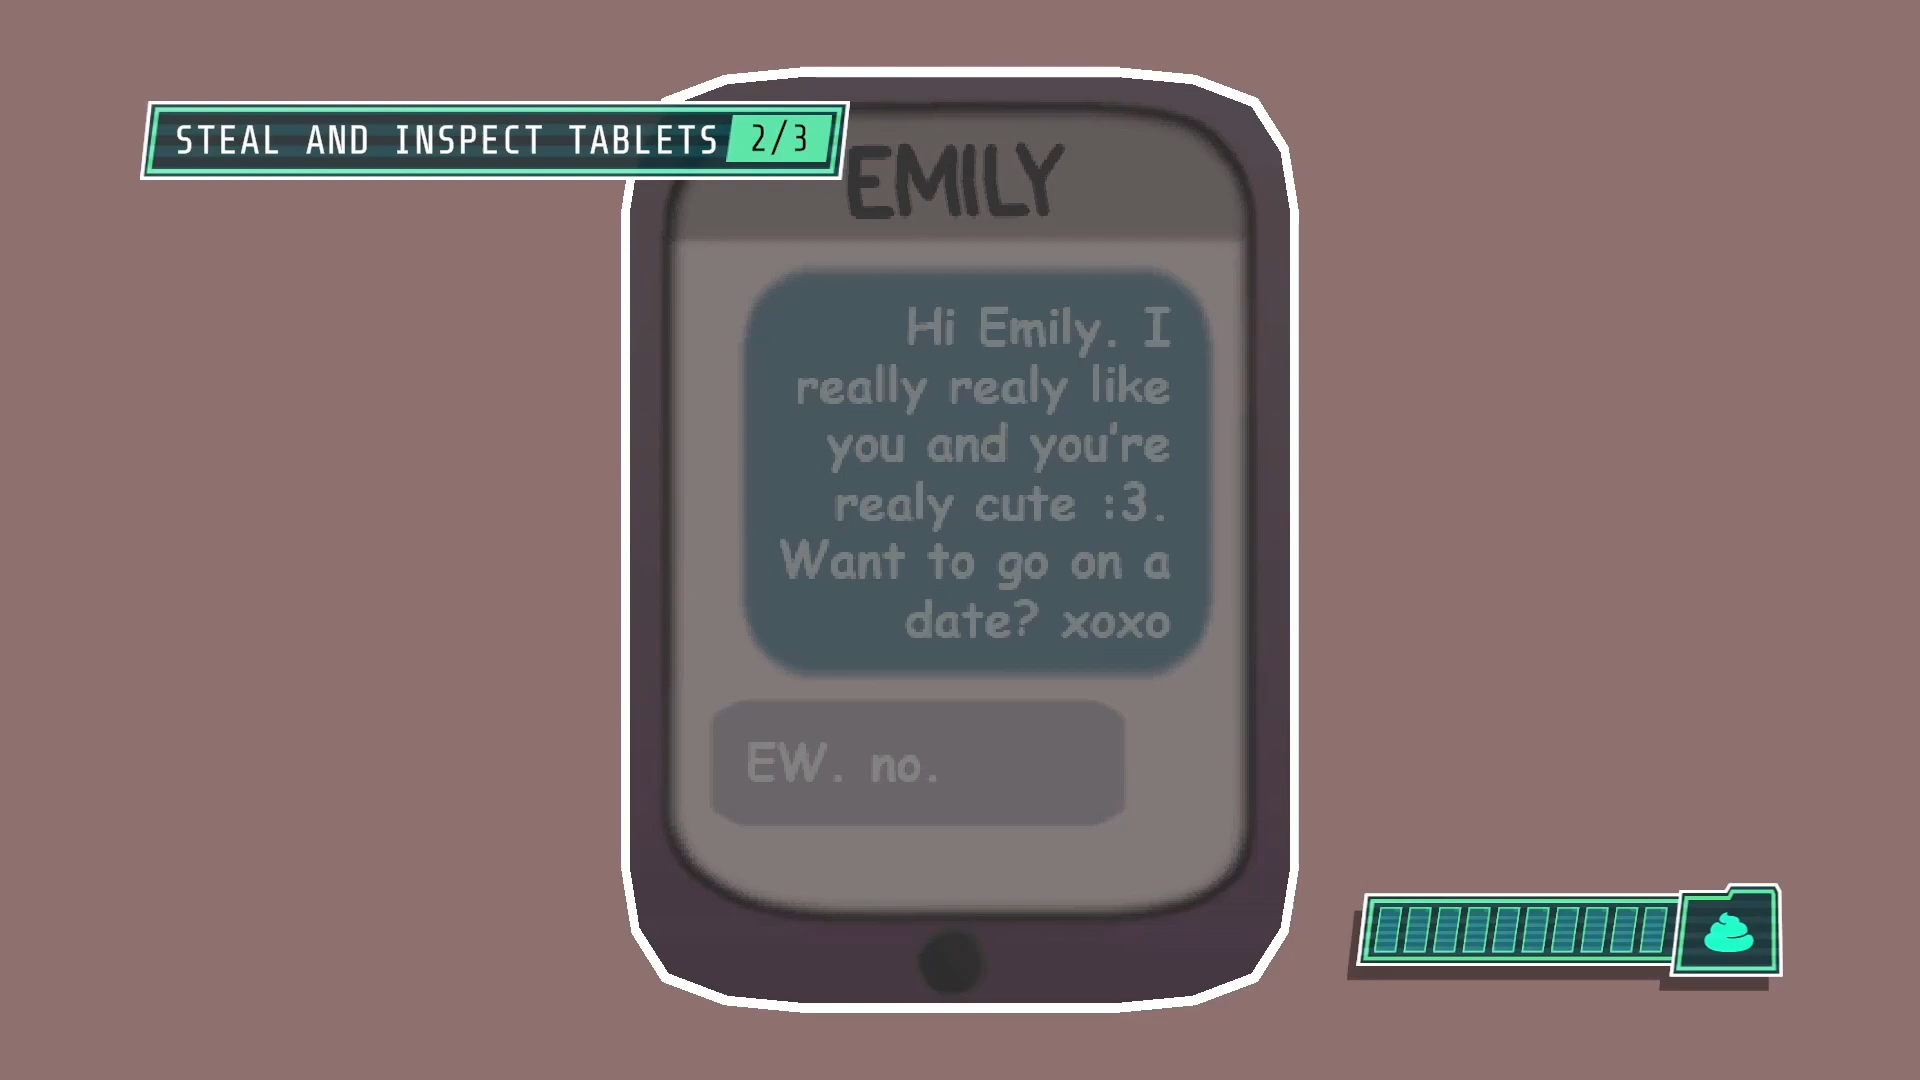 STEAL AND INSPECT TABLETS 2/3
EMILY
Hi Emily. I
really realy like
you and you're
realy cute :3.
Want to go on a
date? xoxo
EW. no.